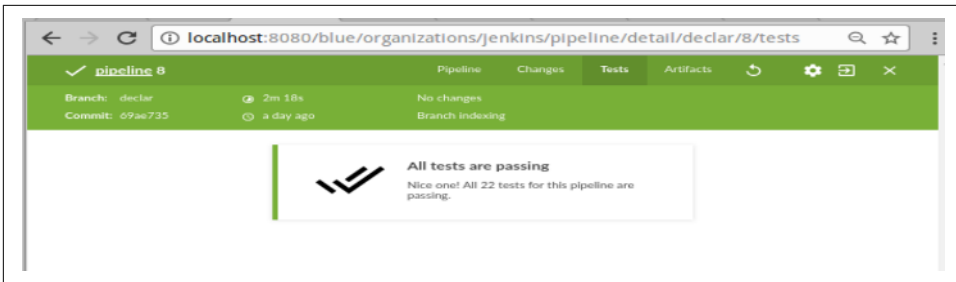 localhost:8080/blue/organizations/jenkins/pipeline/detail/declar/8/tests
pipeline 8
Pipeline
Changes
Tests
Artifacts
Branch: declar
2m 18s
No changes
Commit: 69ae735
a day ago
Branch indexing
All tests are passing
Nice one! All 22 tests for this pipeline are
passing.